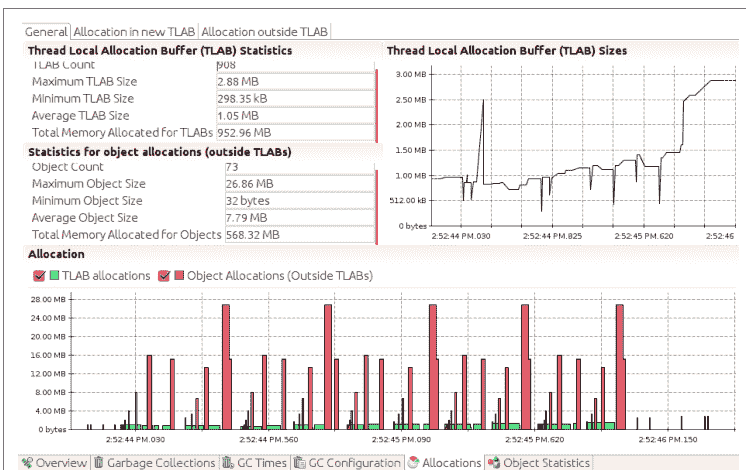 General Allocation in new TLAB Allocation outside TLAB
Thread Local Allocation Buffer (TLAB) Statistics
TLAB Count 908
Maximum TLAB Size 2.88 MB
Minimum TLAB Size 298.35 kB
Average TLAB Size 1.05 MB
Total Memory Allocated for TLABs 952.96 MB
Statistics for object allocations (outside TLABs)
Object Count 73
Maximum Object Size 26.86 MB
Minimum Object Size 32 bytes
Average Object Size 7.79 MB
Total Memory Allocated for Objects 568.32 MB
Thread Local Allocation Buffer (TLAB) Sizes
3.00 MB
2.50 MB
2.00 MB
1.50 MB
1.00 MB
512.00 kB
0 bytes
2:52:44 PM.030 2:52:44 PM.825 2:52:45 PM.620 2:52:46
Allocation
TLAB allocations Object Allocations (Outside TLABs)
28.00 MB
24.00 MB
20.00 MB
16.00 MB
12.00 MB
8.00 MB
4.00 MB
0 bytes
2:52:44 PM.030 2:52:44 PM.560 2:52:45 PM.090 2:52:45 PM.620 2:52:46 PM.150
Overview Garbage Collections GC Times GC Configuration Allocations Object Statistics